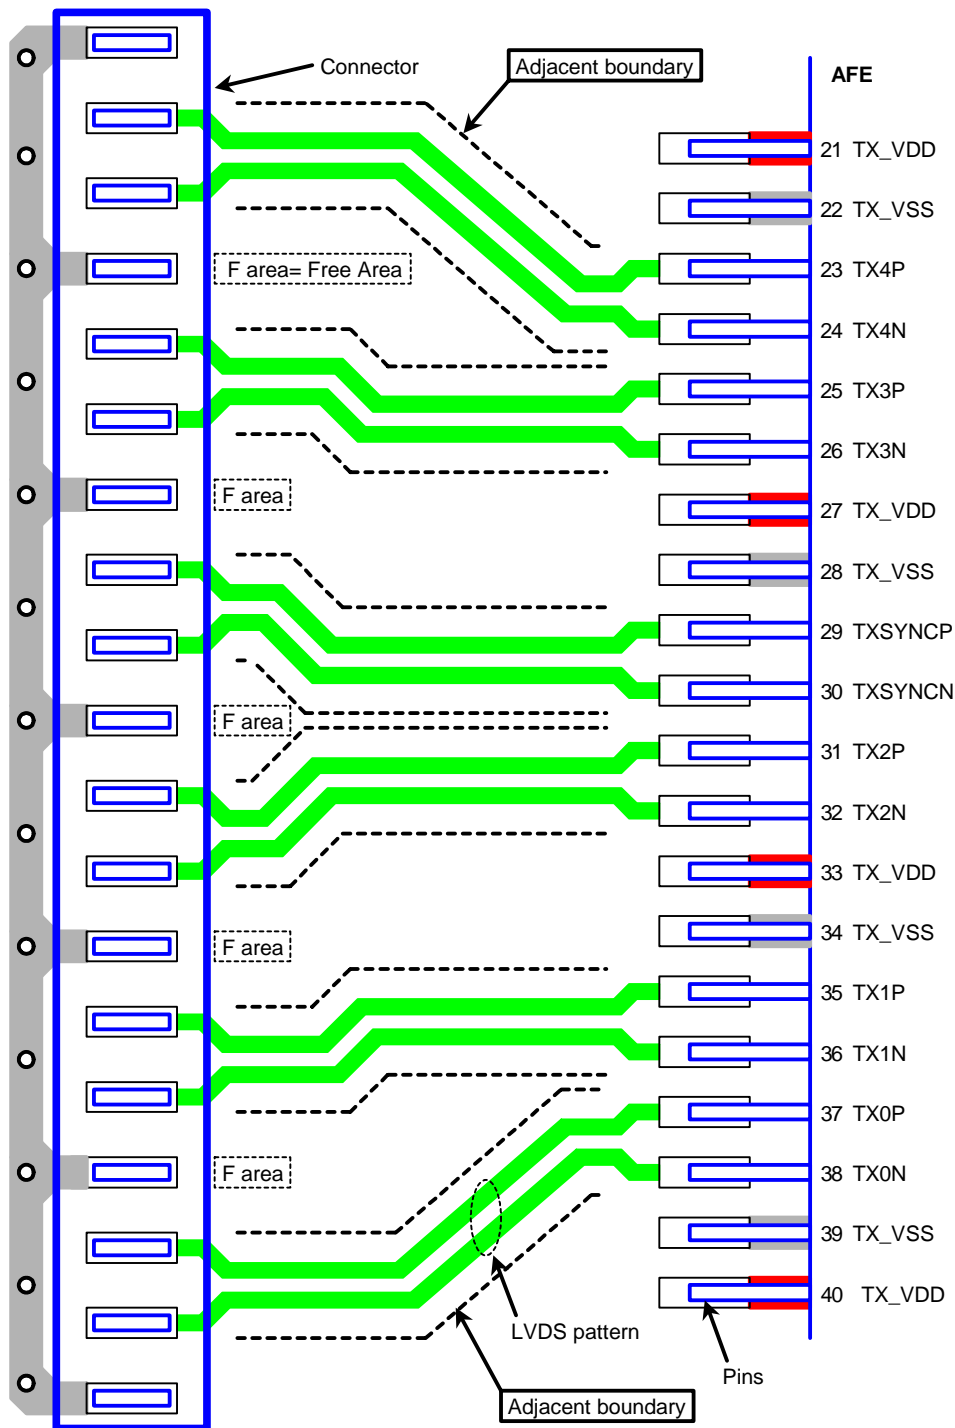 Connector
Adjacent boundary
AFE
21 TX_VDD
22 TX_VSS
F area= Free Area
23 TX4P
24 TX4N
25 TX3P
26 TX3N
F area
27 TX_VDD
28 TX_VSS
29 TXSYNCP
30 TXSYNCN
F area
31 TX2P
32 TX2N
33 TX_VDD
F area
34 TX_VSS
35 TX1P
36 TX1N
37 TX0P
F area
38 TX0N
39 TX_VSS
40 TX_VDD
LVDS pattern
Pins
Adjacent boundary